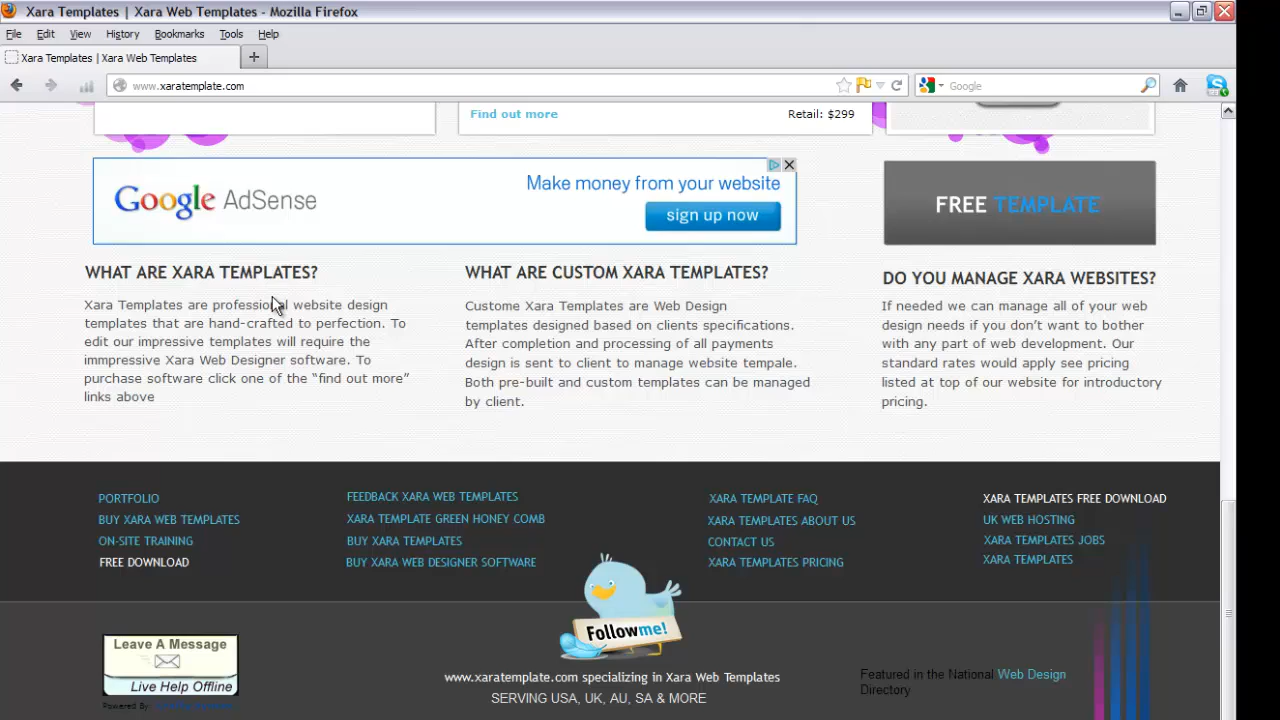 Xara Templates | Xara Web Templates - Mozilla Firefox
File Edit View History Bookmarks Tools Help
Xara Templates | Xara Web Templates
www.xaratemplate.com
Google
Find out more
Retail: $299
Google AdSense
Make money from your website
sign up now
FREE TEMPLATE
WHAT ARE XARA TEMPLATES?
Xara Templates are professional website design
templates that are hand-crafted to perfection. To
edit our impressive templates will require the
immpressive Xara Web Designer software. To
purchase software click one of the “find out more”
links above
WHAT ARE CUSTOM XARA TEMPLATES?
Custome Xara Templates are Web Design
templates designed based on clients specifications.
After completion and processing of all payments
design is sent to client to manage website tempale.
Both pre-built and custom templates can be managed
by client.
DO YOU MANAGE XARA WEBSITES?
If needed we can manage all of your web
design needs if you don’t want to bother
with any part of web development. Our
standard rates would apply see pricing
listed at top of our website for introductory
pricing.
PORTFOLIO
BUY XARA WEB TEMPLATES
ON-SITE TRAINING
FREE DOWNLOAD
FEEDBACK XARA WEB TEMPLATES
XARA TEMPLATE GREEN HONEY COMB
BUY XARA TEMPLATES
BUY XARA WEB DESIGNER SOFTWARE
XARA TEMPLATE FAQ
XARA TEMPLATES ABOUT US
CONTACT US
XARA TEMPLATES PRICING
XARA TEMPLATES FREE DOWNLOAD
UK WEB HOSTING
XARA TEMPLATES JOBS
XARA TEMPLATES
Leave A Message
Live Help Offline
Powered By
Follow me!
www.xaratemplate.com specializing in Xara Web Templates
SERVING USA, UK, AU, SA & MORE
Featured in the National Web Design
Directory